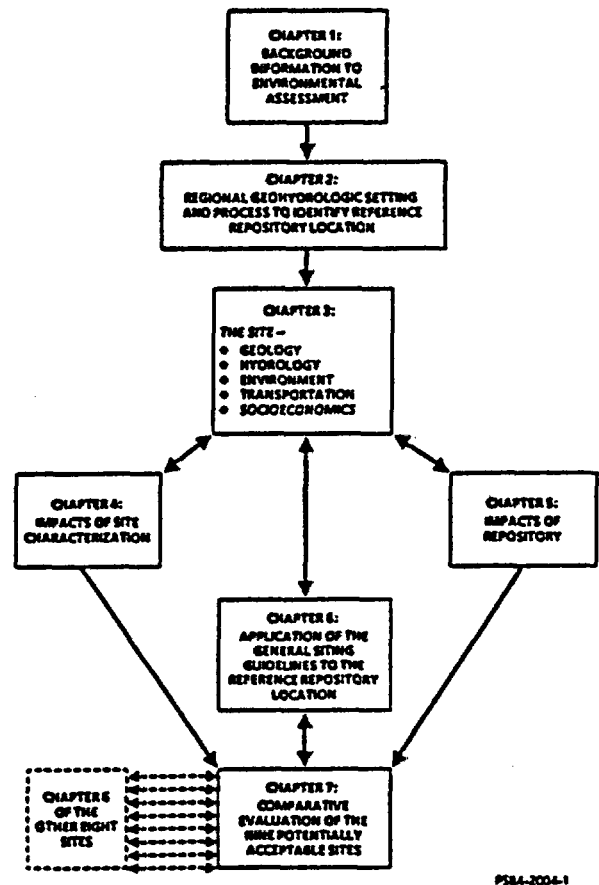 CHAPTER 1:
BACKGROUND
INFORMATION TO
ENVIRONMENTAL
ASSESSMENT
CHAPTER 2:
REGIONAL GEOHYDROLOGIC SETTING
AND PROCESS TO IDENTIFY REFERENCE
REPOSITORY LOCATION
CHAPTER 3:
THE SITE –
• GEOLOGY
• HYDROLOGY
• ENVIRONMENT
• TRANSPORTATION
• SOCIOECONOMICS
CHAPTER 4:
IMPACTS OF SITE
CHARACTERIZATION
CHAPTER 5:
IMPACTS OF
REPOSITORY
CHAPTER 6:
APPLICATION OF THE
GENERAL SITING
GUIDELINES TO THE
REFERENCE REPOSITORY
LOCATION
CHAPTER 6
OF THE
OTHER EIGHT
SITES
CHAPTER 7:
COMPARATIVE
EVALUATION OF THE
NINE POTENTIALLY
ACCEPTABLE SITES
PS84-2004-1